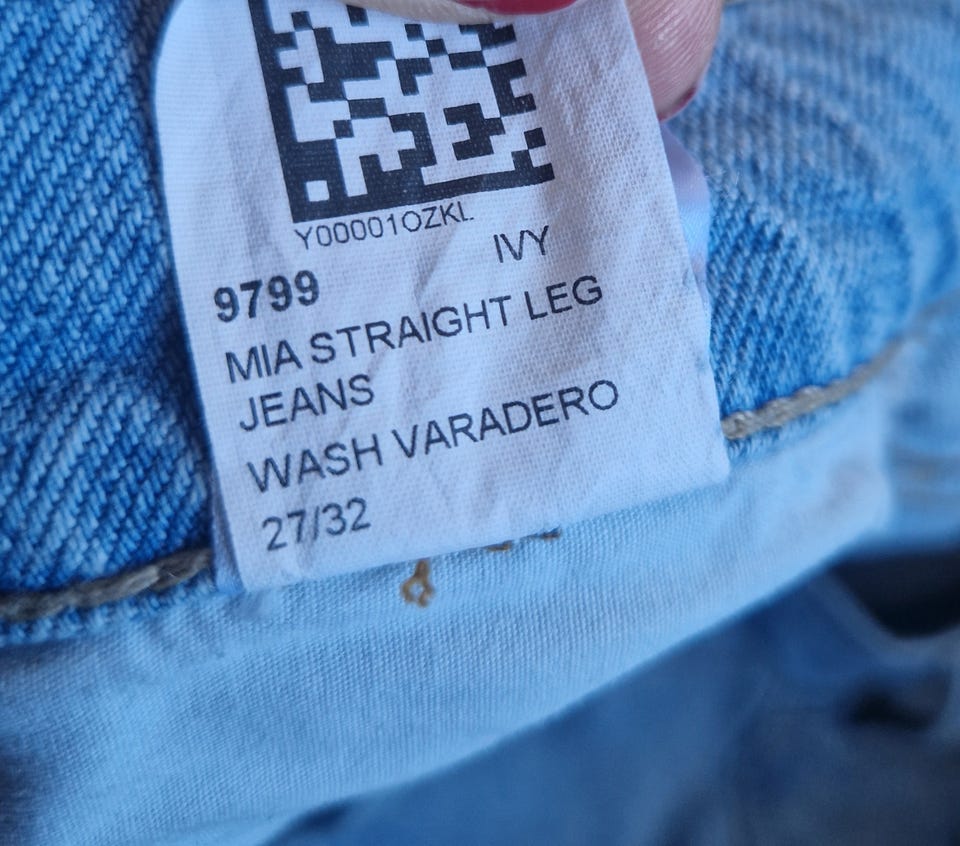 Y00001OZKL
IVY
9799
MIA STRAIGHT LEG
JEANS
WASH VARADERO
27/32